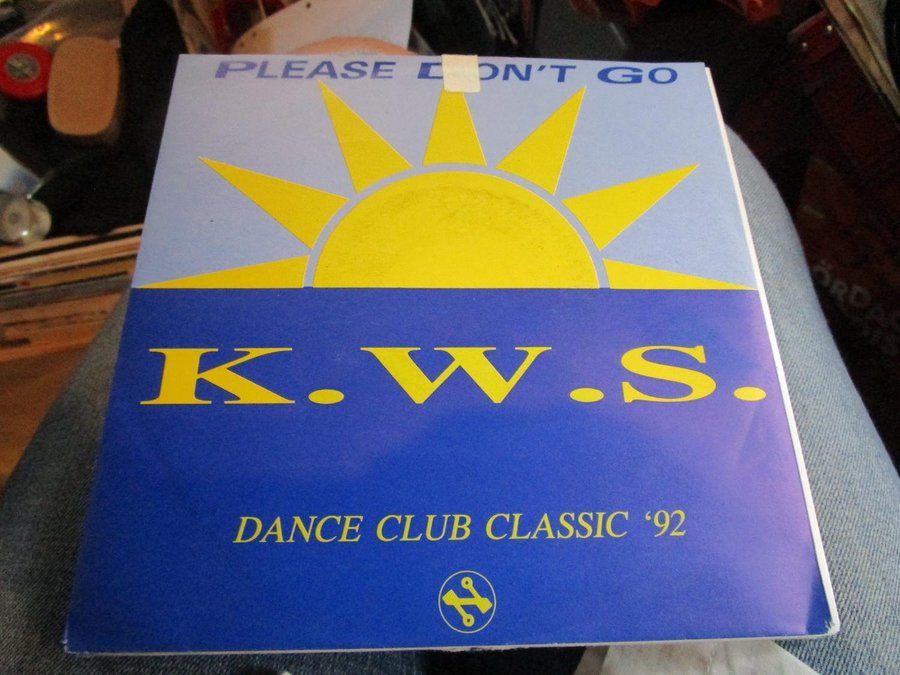 PLEASE DON'T GO
K.W.S.
DANCE CLUB CLASSIC ‘92